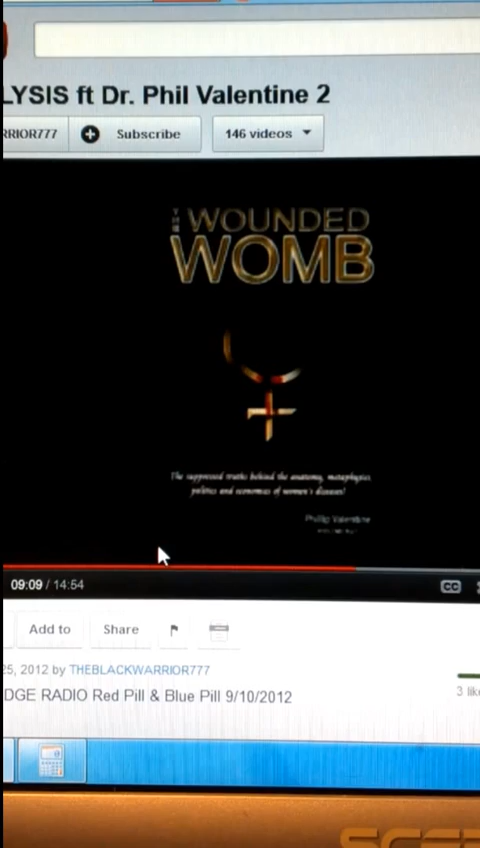 LYSIS ft Dr. Phil Valentine 2
RRIOR777
Subscribe
146 videos
THE WOUNDED
WOMB
The suppressed truths behind the anatomy, metaphysics
politics and economics of women's diseases!
Phillip Valentine
09:09 / 14:54
CC
Add to
Share
25, 2012 by THEBLACKWARRIOR777
DGE RADIO Red Pill & Blue Pill 9/10/2012
3 lik